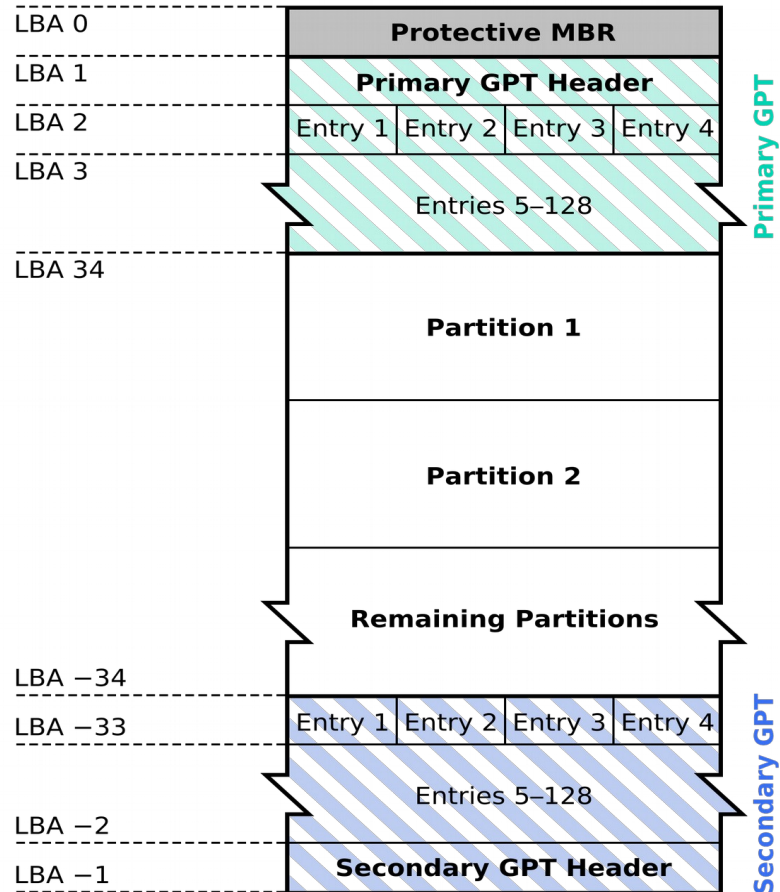 LBA 0
Protective MBR
LBA 1
Primary GPT Header
LBA 2
Entry 1 Entry 2 Entry 3 Entry 4
LBA 3
Entries 5–128
Primary GPT
LBA 34
Partition 1
Partition 2
Remaining Partitions
LBA −34
LBA −33
Entry 1 Entry 2 Entry 3 Entry 4
Entries 5–128
LBA −2
LBA −1
Secondary GPT Header
Secondary GPT